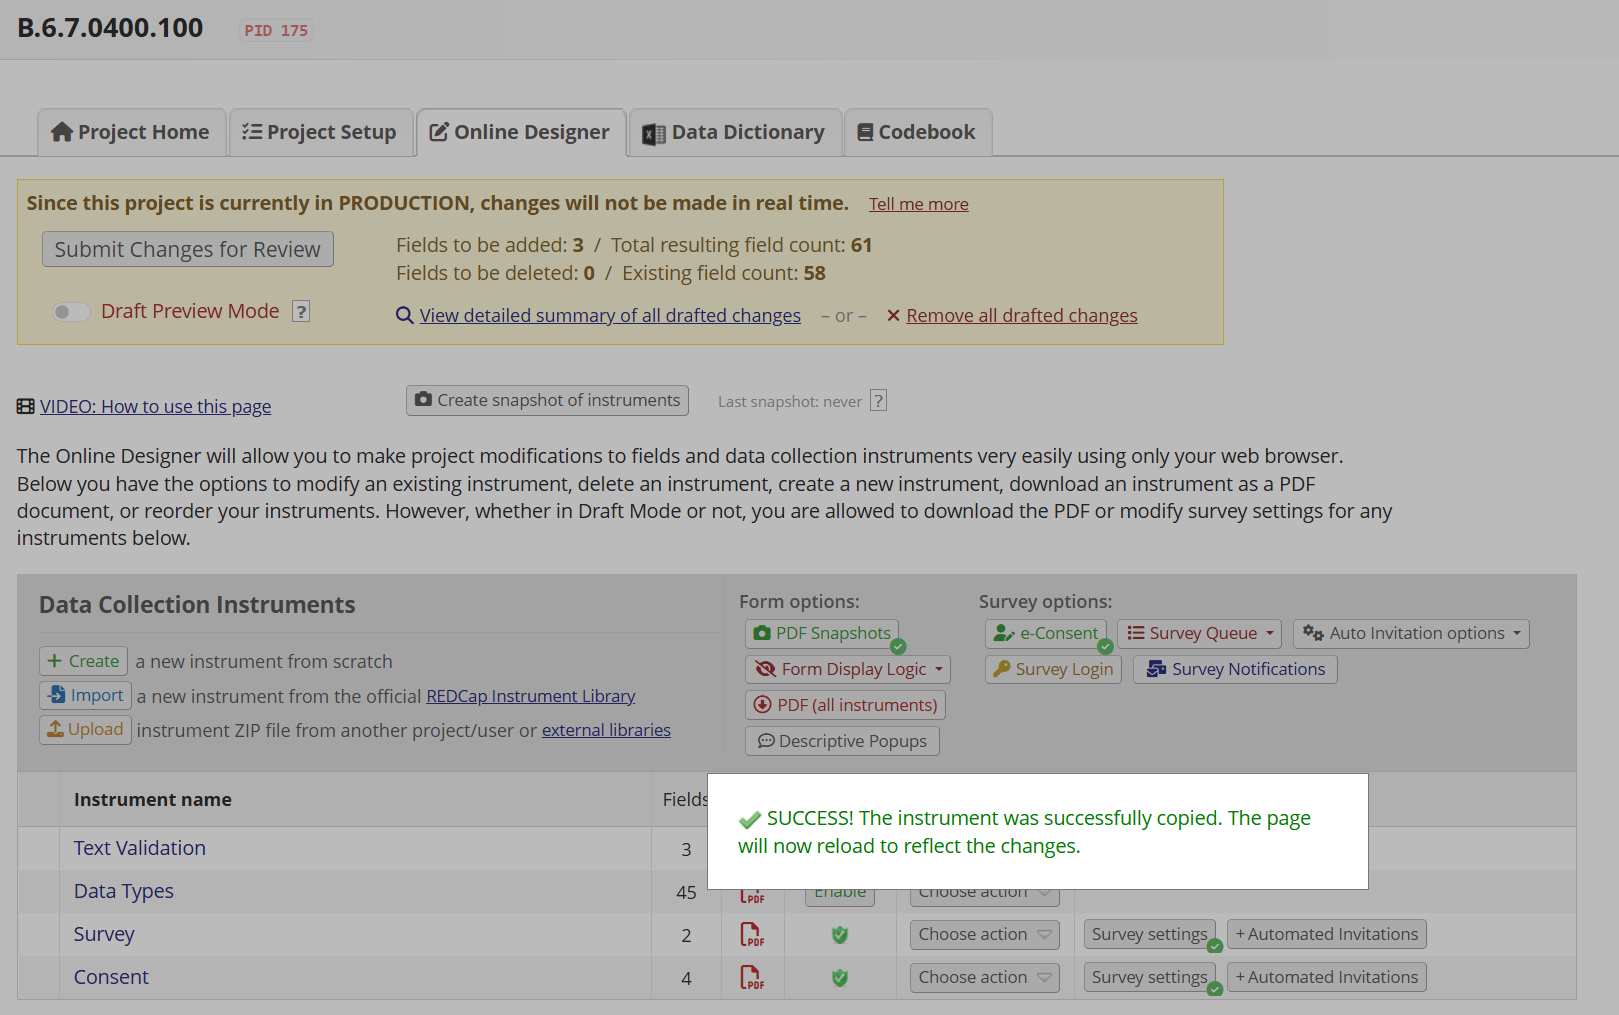 B.6.7.0400.100 PID 175
Project Home Project Setup Online Designer Data Dictionary Codebook
Since this project is currently in PRODUCTION, changes will not be made in real time. Tell me more
Submit Changes for Review
Fields to be added: 3 / Total resulting field count: 61
Fields to be deleted: 0 / Existing field count: 58
Draft Preview Mode ?
View detailed summary of all drafted changes – or – Remove all drafted changes
VIDEO: How to use this page
Create snapshot of instruments
Last snapshot: never ?
The Online Designer will allow you to make project modifications to fields and data collection instruments very easily using only your web browser.
Below you have the options to modify an existing instrument, delete an instrument, create a new instrument, download an instrument as a PDF
document, or reorder your instruments. However, whether in Draft Mode or not, you are allowed to download the PDF or modify survey settings for any
instruments below.
Data Collection Instruments
+ Create a new instrument from scratch
Import a new instrument from the official REDCap Instrument Library
Upload instrument ZIP file from another project/user or external libraries
Form options:
PDF Snapshots
Form Display Logic
PDF (all instruments)
Descriptive Popups
Survey options:
e-Consent Survey Queue Auto Invitation options
Survey Login Survey Notifications
Instrument name Fields
SUCCESS! The instrument was successfully copied. The page
will now reload to reflect the changes.
Text Validation 3
Data Types 45 PDF Enable Choose action
Survey 2 PDF Choose action Survey settings + Automated Invitations
Consent 4 PDF Choose action Survey settings + Automated Invitations